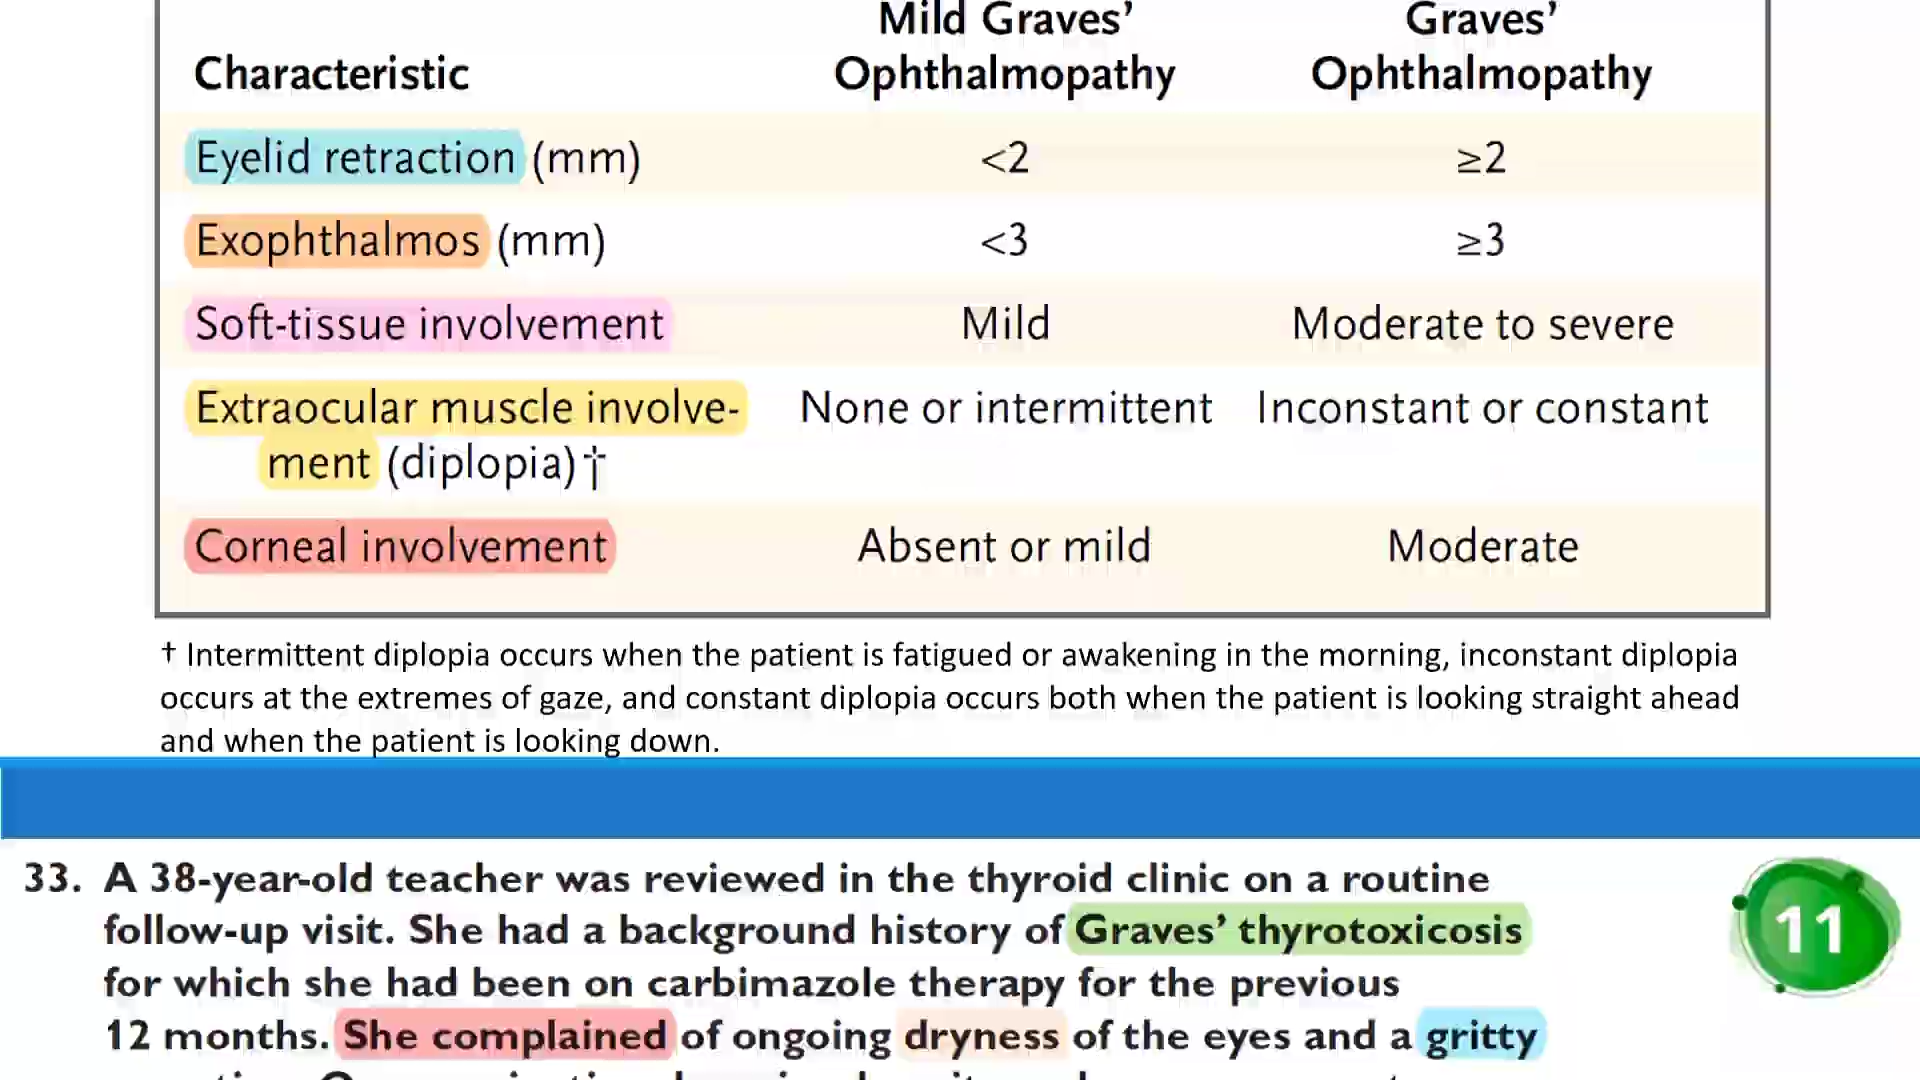 Mild Graves’ Graves’
Characteristic Ophthalmopathy Ophthalmopathy
Eyelid retraction (mm) <2 ≥2
Exophthalmos (mm) <3 ≥3
Soft-tissue involvement Mild Moderate to severe
Extraocular muscle involve- None or intermittent Inconstant or constant
ment (diplopia)†
Corneal involvement Absent or mild Moderate
† Intermittent diplopia occurs when the patient is fatigued or awakening in the morning, inconstant diplopia
occurs at the extremes of gaze, and constant diplopia occurs both when the patient is looking straight ahead
and when the patient is looking down.
33. A 38-year-old teacher was reviewed in the thyroid clinic on a routine
follow-up visit. She had a background history of Graves’ thyrotoxicosis
11
for which she had been on carbimazole therapy for the previous
12 months. She complained of ongoing dryness of the eyes and a gritty